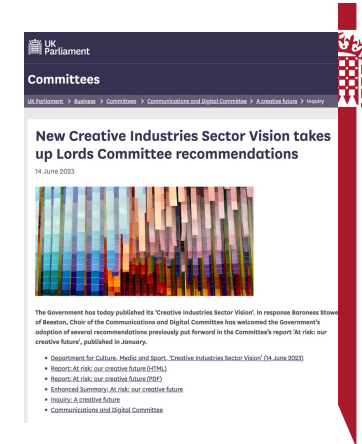 UK
Parliament
Committees
UK Parliament > Business > Committees > Communications and Digital Committee > A creative future > Inquiry
New Creative Industries Sector Vision takes
up Lords Committee recommendations
14 June 2023
The Government has today published its 'Creative Industries Sector Vision'. In response Baroness Stowe
of Beeston, Chair of the Communications and Digital Committee has welcomed the Government's
adoption of several recommendations previously put forward in the Committee's report 'At risk: our
creative future', published in January.
Department for Culture, Media and Sport, 'Creative Industries Sector Vision' (14 June 2023)
Report: At risk: our creative future (HTML)
Report: At risk: our creative future (PDF)
Enhanced Summary: At risk: our creative future
Inquiry: A creative future
Communications and Digital Committee